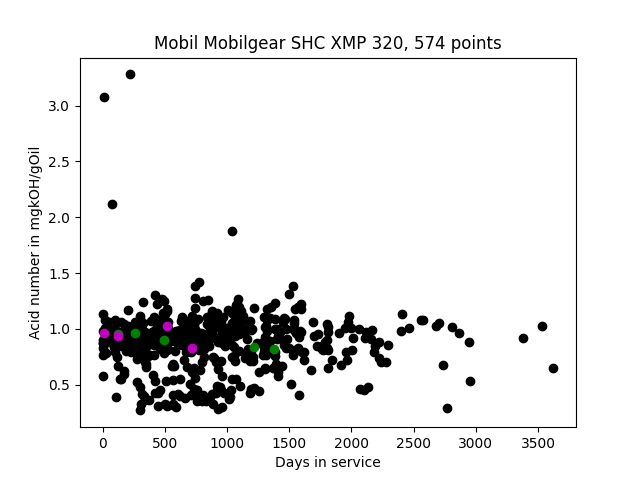 Mobil Mobilgear SHC XMP 320, 574 points
Acid number in mgkOH/gOil
3.0
2.5
2.0
1.5
1.0
0.5
0 500 1000 1500 2000 2500 3000 3500
Days in service